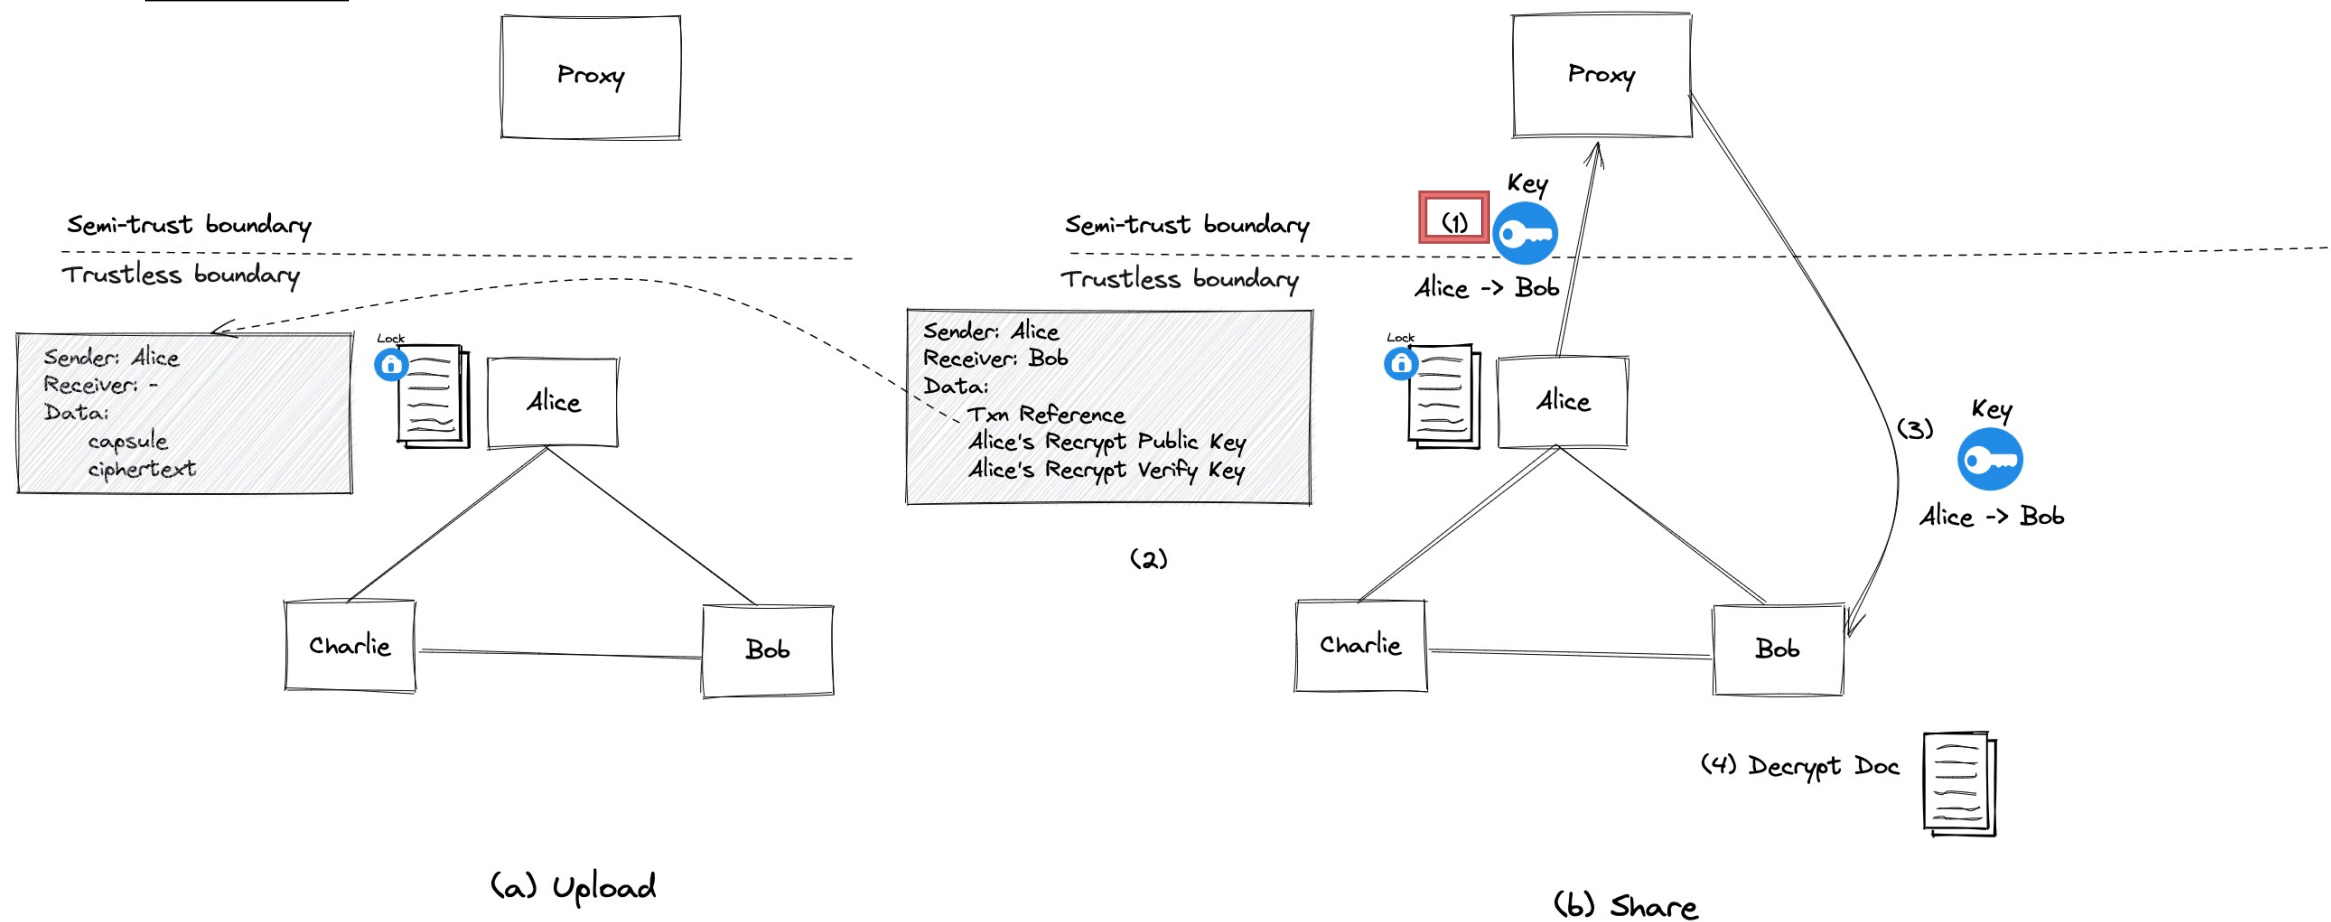 Proxy
Semi-trust boundary
Trustless boundary
Sender: Alice
Receiver: -
Data:
capsule
ciphertext
Lock
Alice
Charlie
Bob
(a) Upload
Proxy
Key
(1)
Semi-trust boundary
Trustless boundary
Alice -> Bob
Sender: Alice
Receiver: Bob
Data:
Txn Reference
Alice's Recrypt Public Key
Alice's Recrypt Verify Key
(2)
Lock
Alice
(3)
Key
Alice -> Bob
Charlie
Bob
(4) Decrypt Doc
(b) Share